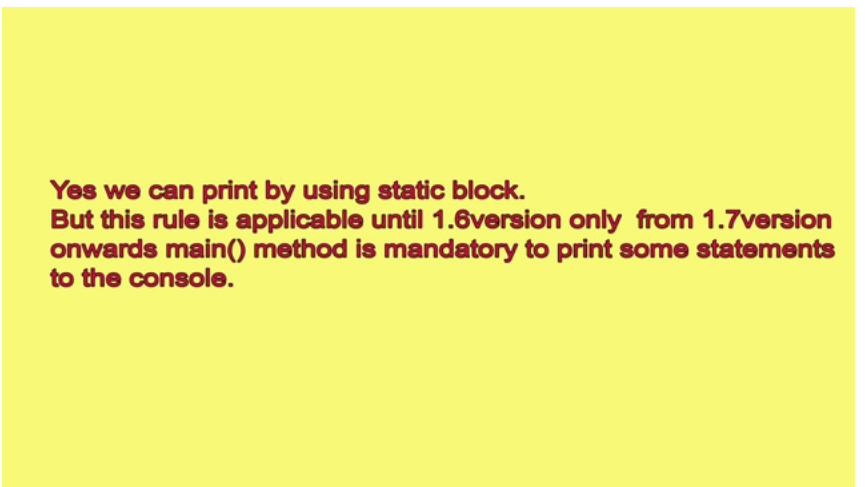 Yes we can print by using static block.
But this rule is applicable until 1.6version only  from 1.7version
onwards main() method is mandatory to print some statements
to the console.